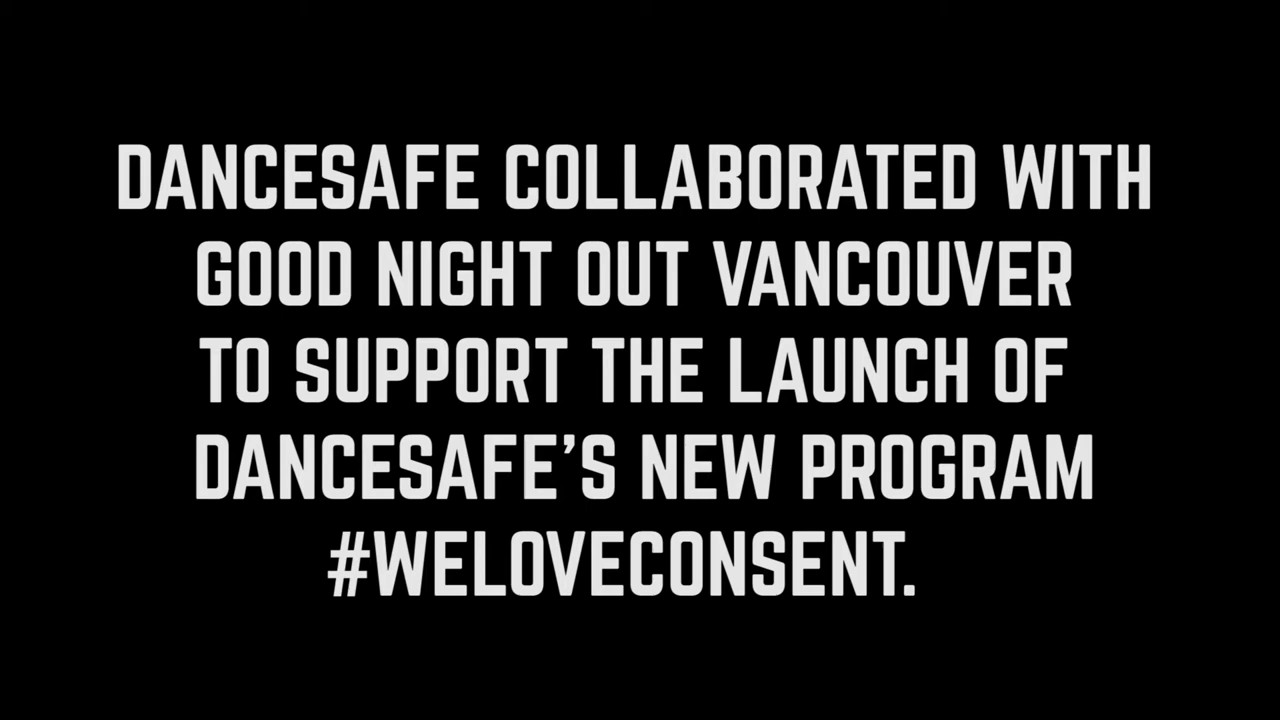 DANCESAFE COLLABORATED WITH
GOOD NIGHT OUT VANCOUVER
TO SUPPORT THE LAUNCH OF
DANCESAFE’S NEW PROGRAM
#WELOVECONSENT.